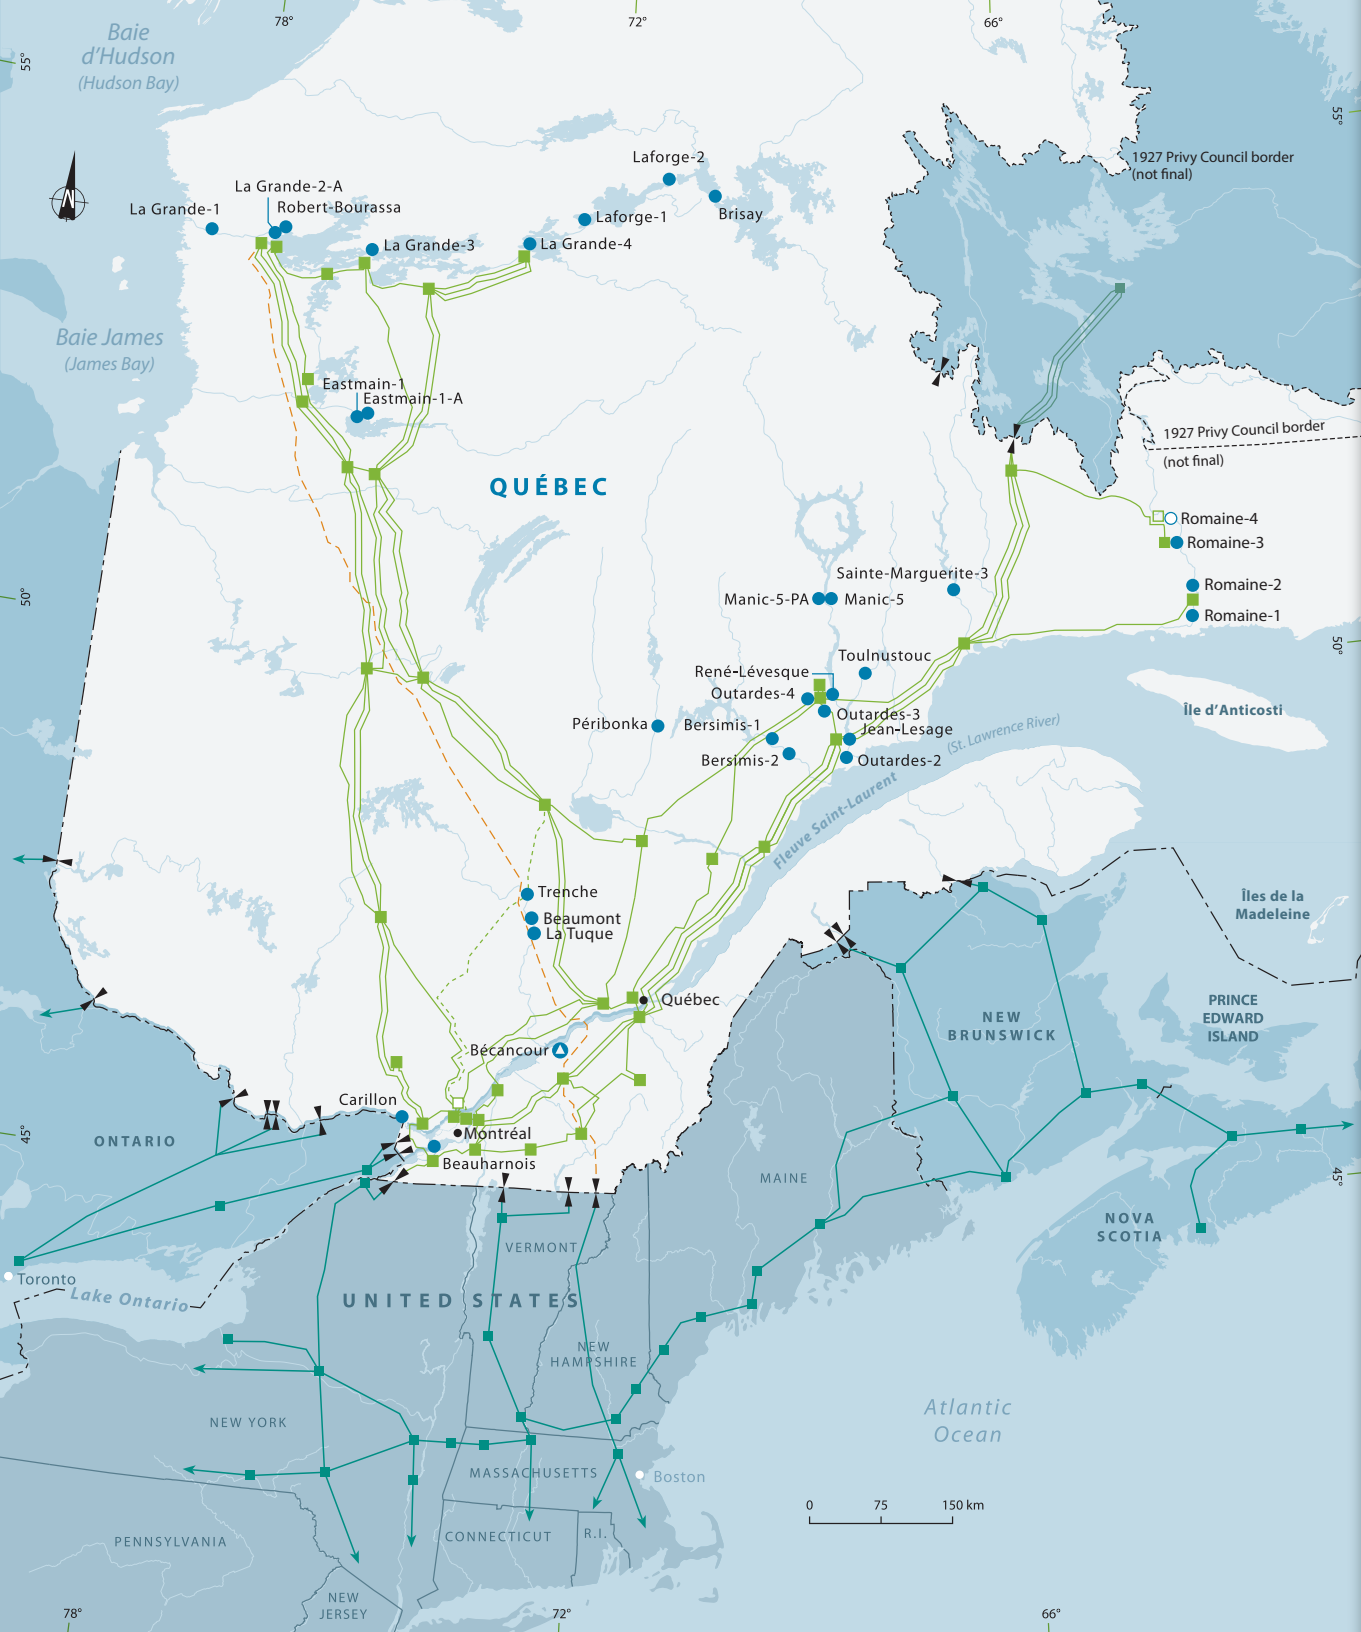 78°
72°
66°
Baie
d'Hudson
(Hudson Bay)
55°
55°
1927 Privy Council border
(not final)
Laforge-2
La Grande-2-A
La Grande-1
Robert-Bourassa
Laforge-1
Brisay
La Grande-3
La Grande-4
N
Baie James
(James Bay)
Eastmain-1
Eastmain-1-A
1927 Privy Council border
(not final)
QUÉBEC
Romaine-4
Romaine-3
Sainte-Marguerite-3
Romaine-2
Manic-5-PA
Manic-5
Romaine-1
50°
50°
Toulnustouc
René-Lévesque
Outardes-4
Outardes-3
Péribonka
Bersimis-1
Jean-Lesage
Bersimis-2
Outardes-2
Île d'Anticosti
(St. Lawrence River)
Fleuve Saint-Laurent
Trenche
Beaumont
La Tuque
Îles de la
Madeleine
Québec
PRINCE
EDWARD
ISLAND
NEW
BRUNSWICK
Bécancour
Carillon
ONTARIO
Montréal
Beauharnois
45°
45°
MAINE
NOVA
SCOTIA
VERMONT
Toronto
Lake Ontario
UNITED STATES
NEW
HAMPSHIRE
NEW YORK
Atlantic
Ocean
MASSACHUSETTS
Boston
0
75
150 km
PENNSYLVANIA
CONNECTICUT
R.I.
NEW
JERSEY
78°
72°
66°